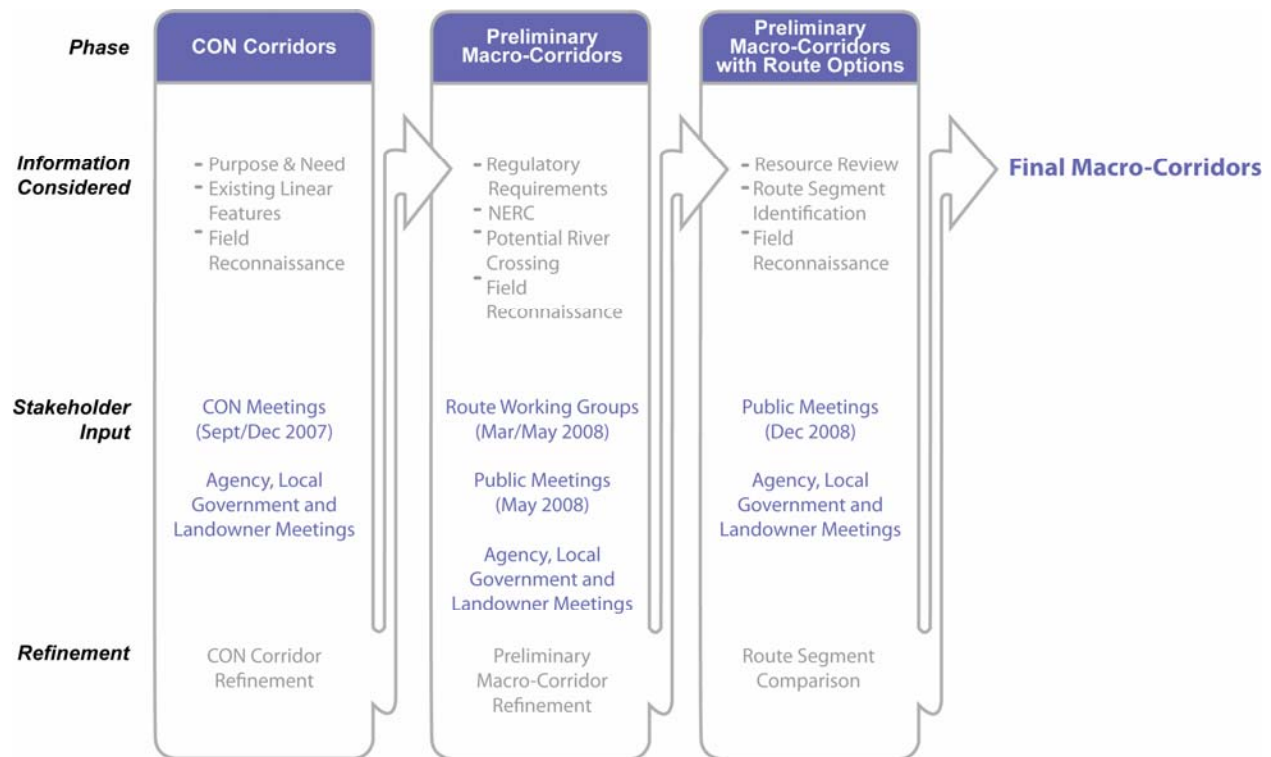 Phase
CON Corridors
Preliminary
Macro-Corridors
Preliminary
Macro-Corridors
with Route Options
Information
Considered
- Purpose & Need
- Existing Linear
Features
- Field
Reconnaissance
- Regulatory
Requirements
- NERC
- Potential River
Crossing
- Field
Reconnaissance
- Resource Review
- Route Segment
Identification
- Field
Reconnaissance
Final Macro-Corridors
Stakeholder
Input
CON Meetings
(Sept/Dec 2007)
Agency, Local
Government and
Landowner Meetings
Route Working Groups
(Mar/May 2008)
Public Meetings
(May 2008)
Agency, Local
Government and
Landowner Meetings
Public Meetings
(Dec 2008)
Agency, Local
Government and
Landowner Meetings
Refinement
CON Corridor
Refinement
Preliminary
Macro-Corridor
Refinement
Route Segment
Comparison